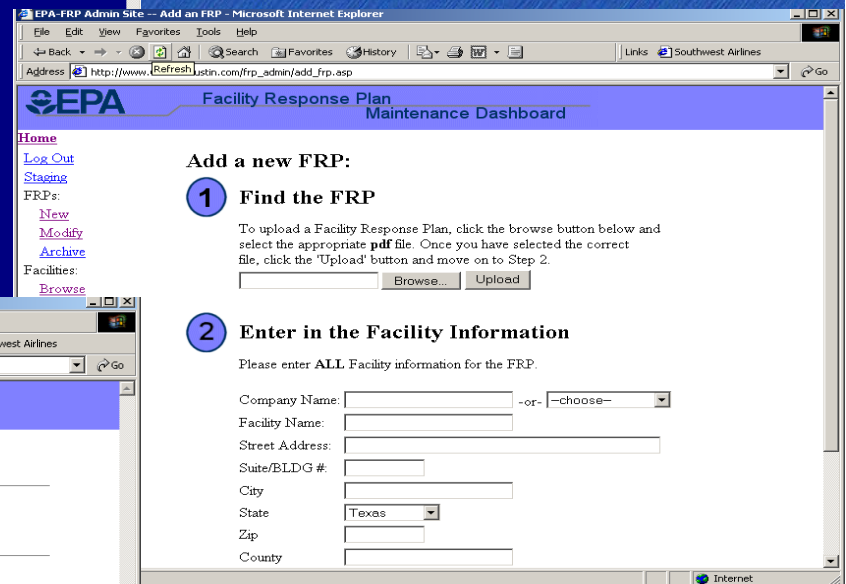 EPA-FRP Admin Site -- Add an FRP - Microsoft Internet Explorer
File Edit View Favorites Tools Help
Back Search Favorites History Links Southwest Airlines
Address http://www. ustin.com/frp_admin/add_frp.asp Go
Refresh
EPA Facility Response Plan
Maintenance Dashboard
Home
Log Out
Staging
FRPs:
New
Modify
Archive
Facilities:
Browse
Add a new FRP:
1 Find the FRP
To upload a Facility Response Plan, click the browse button below and
select the appropriate pdf file. Once you have selected the correct
file, click the 'Upload' button and move on to Step 2.
Browse... Upload
2 Enter in the Facility Information
Please enter ALL Facility information for the FRP.
Company Name: -or- --choose--
Facility Name:
Street Address:
Suite/BLDG #:
City
State Texas
Zip
County
Internet
west Airlines
Go